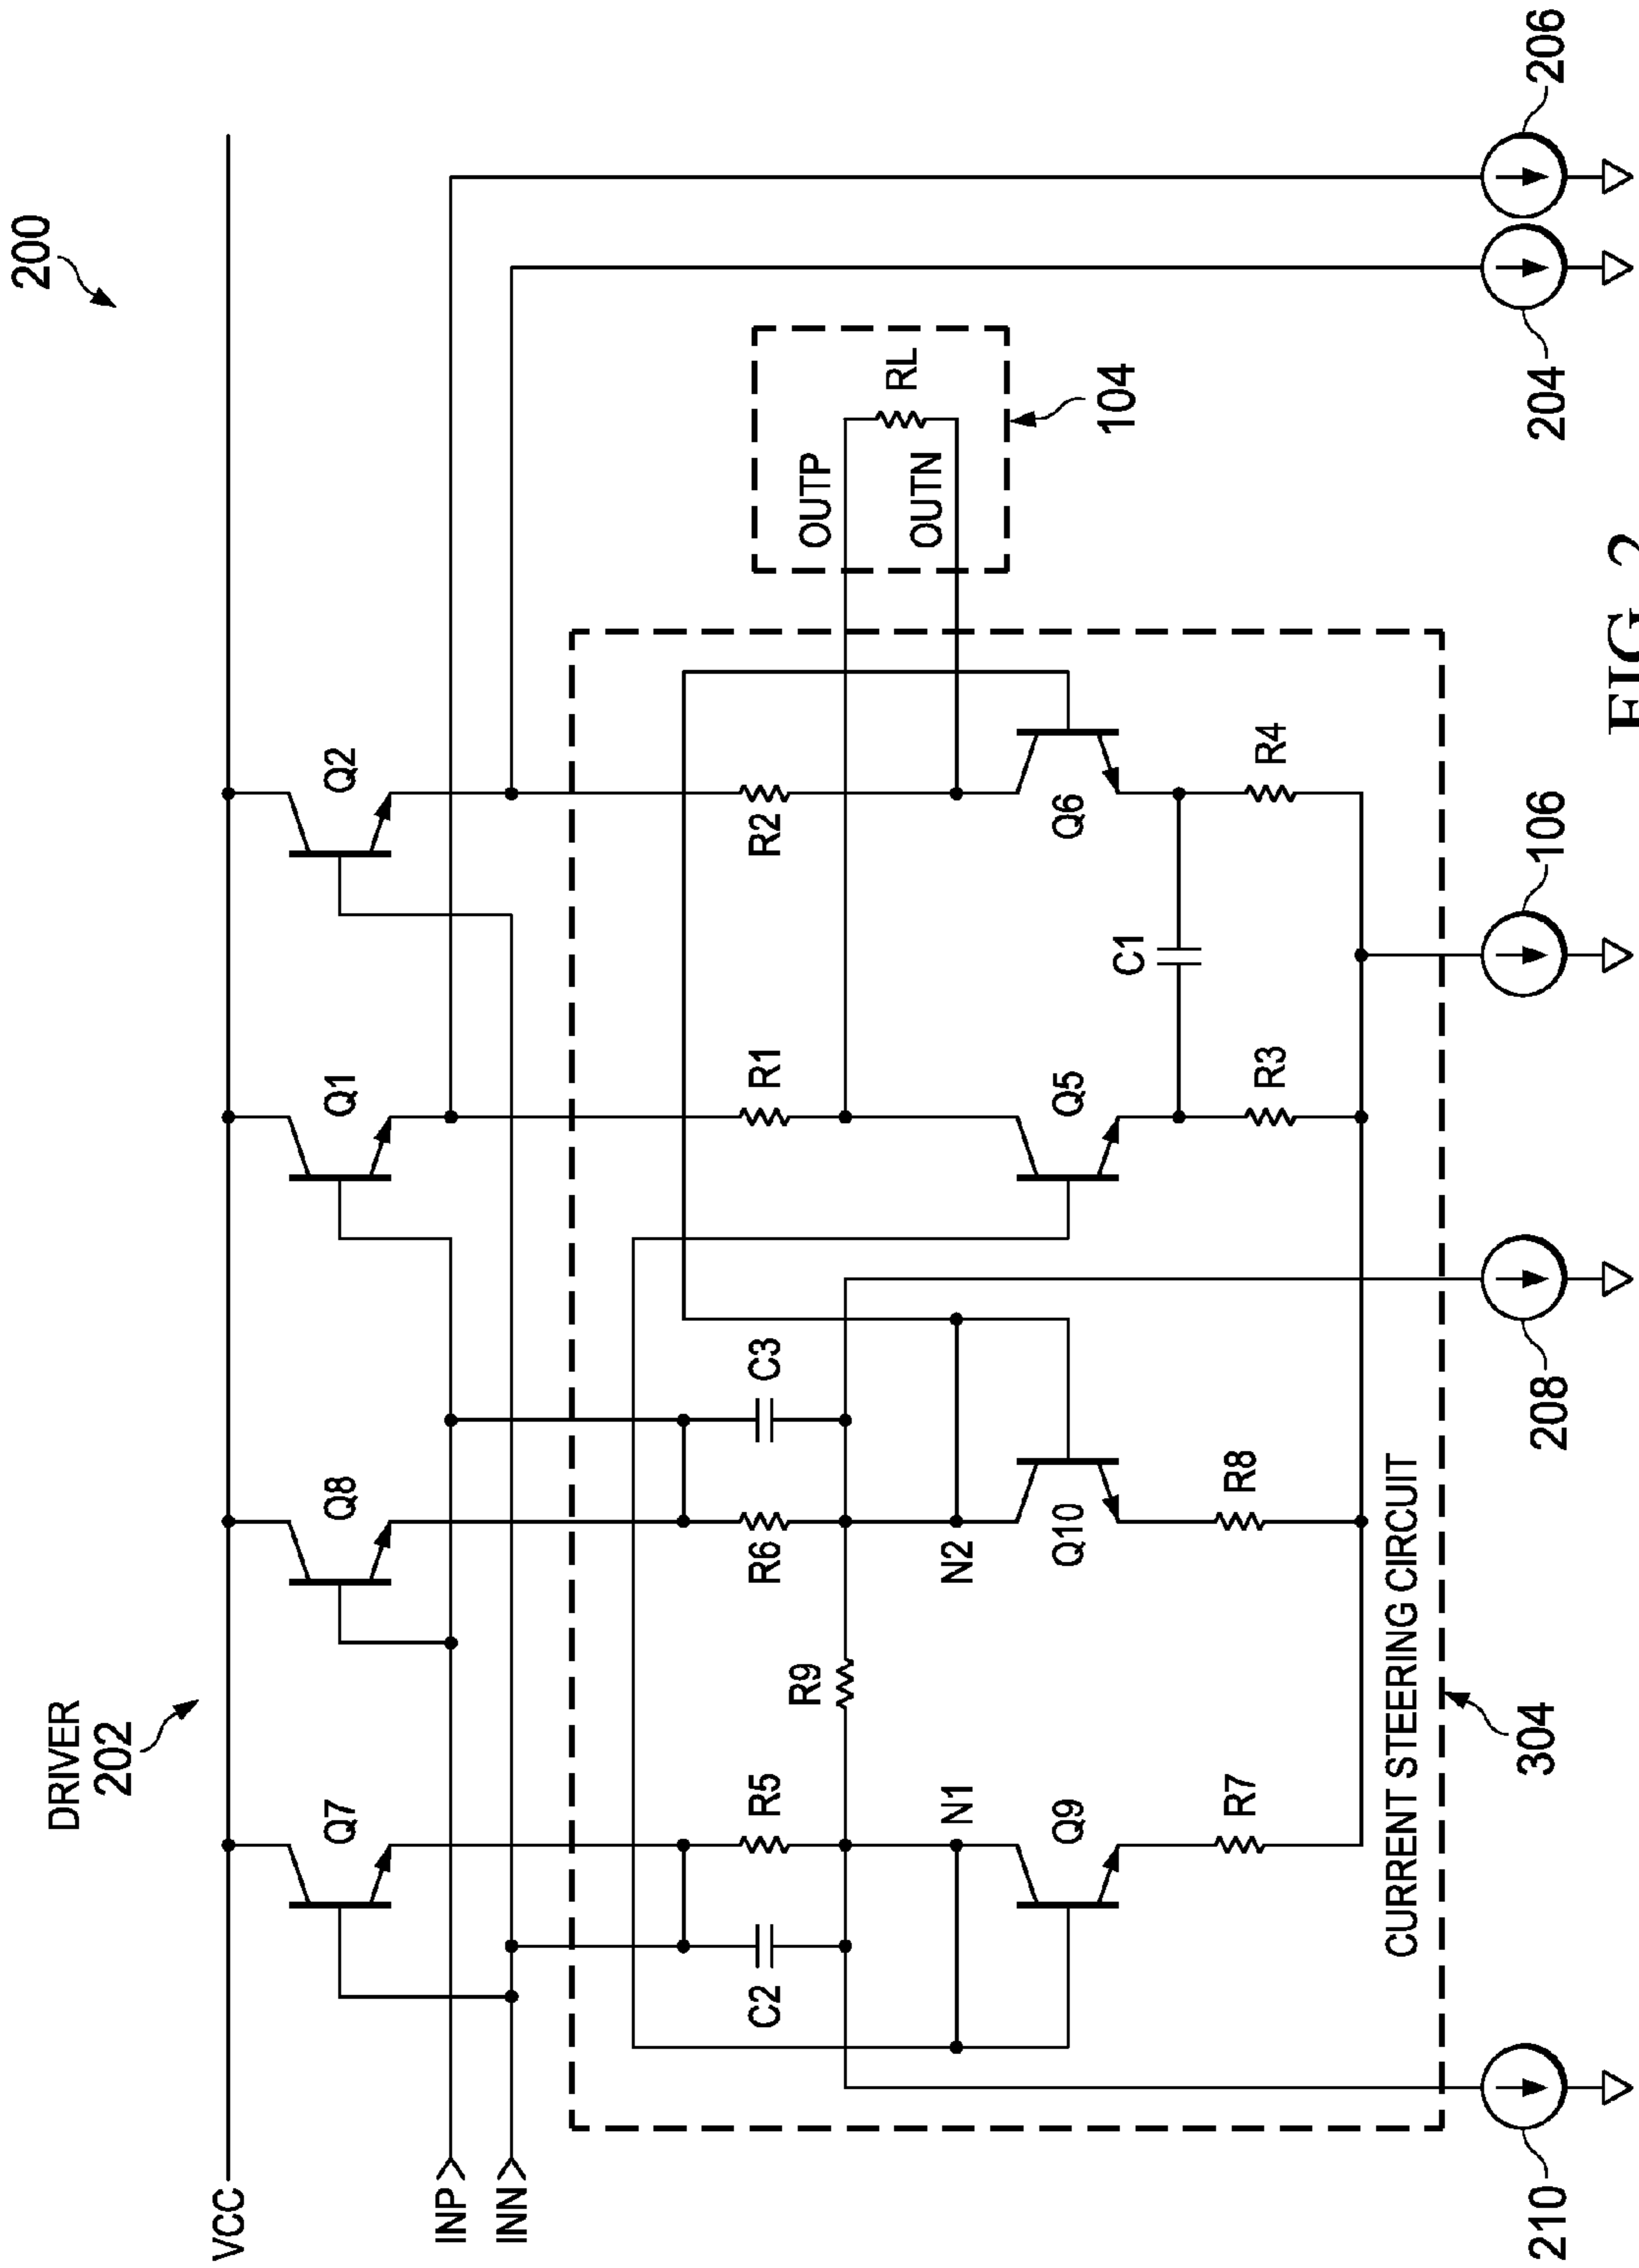 200
DRIVER
202
VCC
Q7
Q8
Q1
Q2
INP
INN
C2
R5
R6
C3
R1
R2
R9
OUTP
RL
OUTN
104
N1
N2
Q9
Q10
Q5
Q6
C1
R7
R8
R3
R4
CURRENT STEERING CIRCUIT
304
210
208
106
204
206
FIG. 2